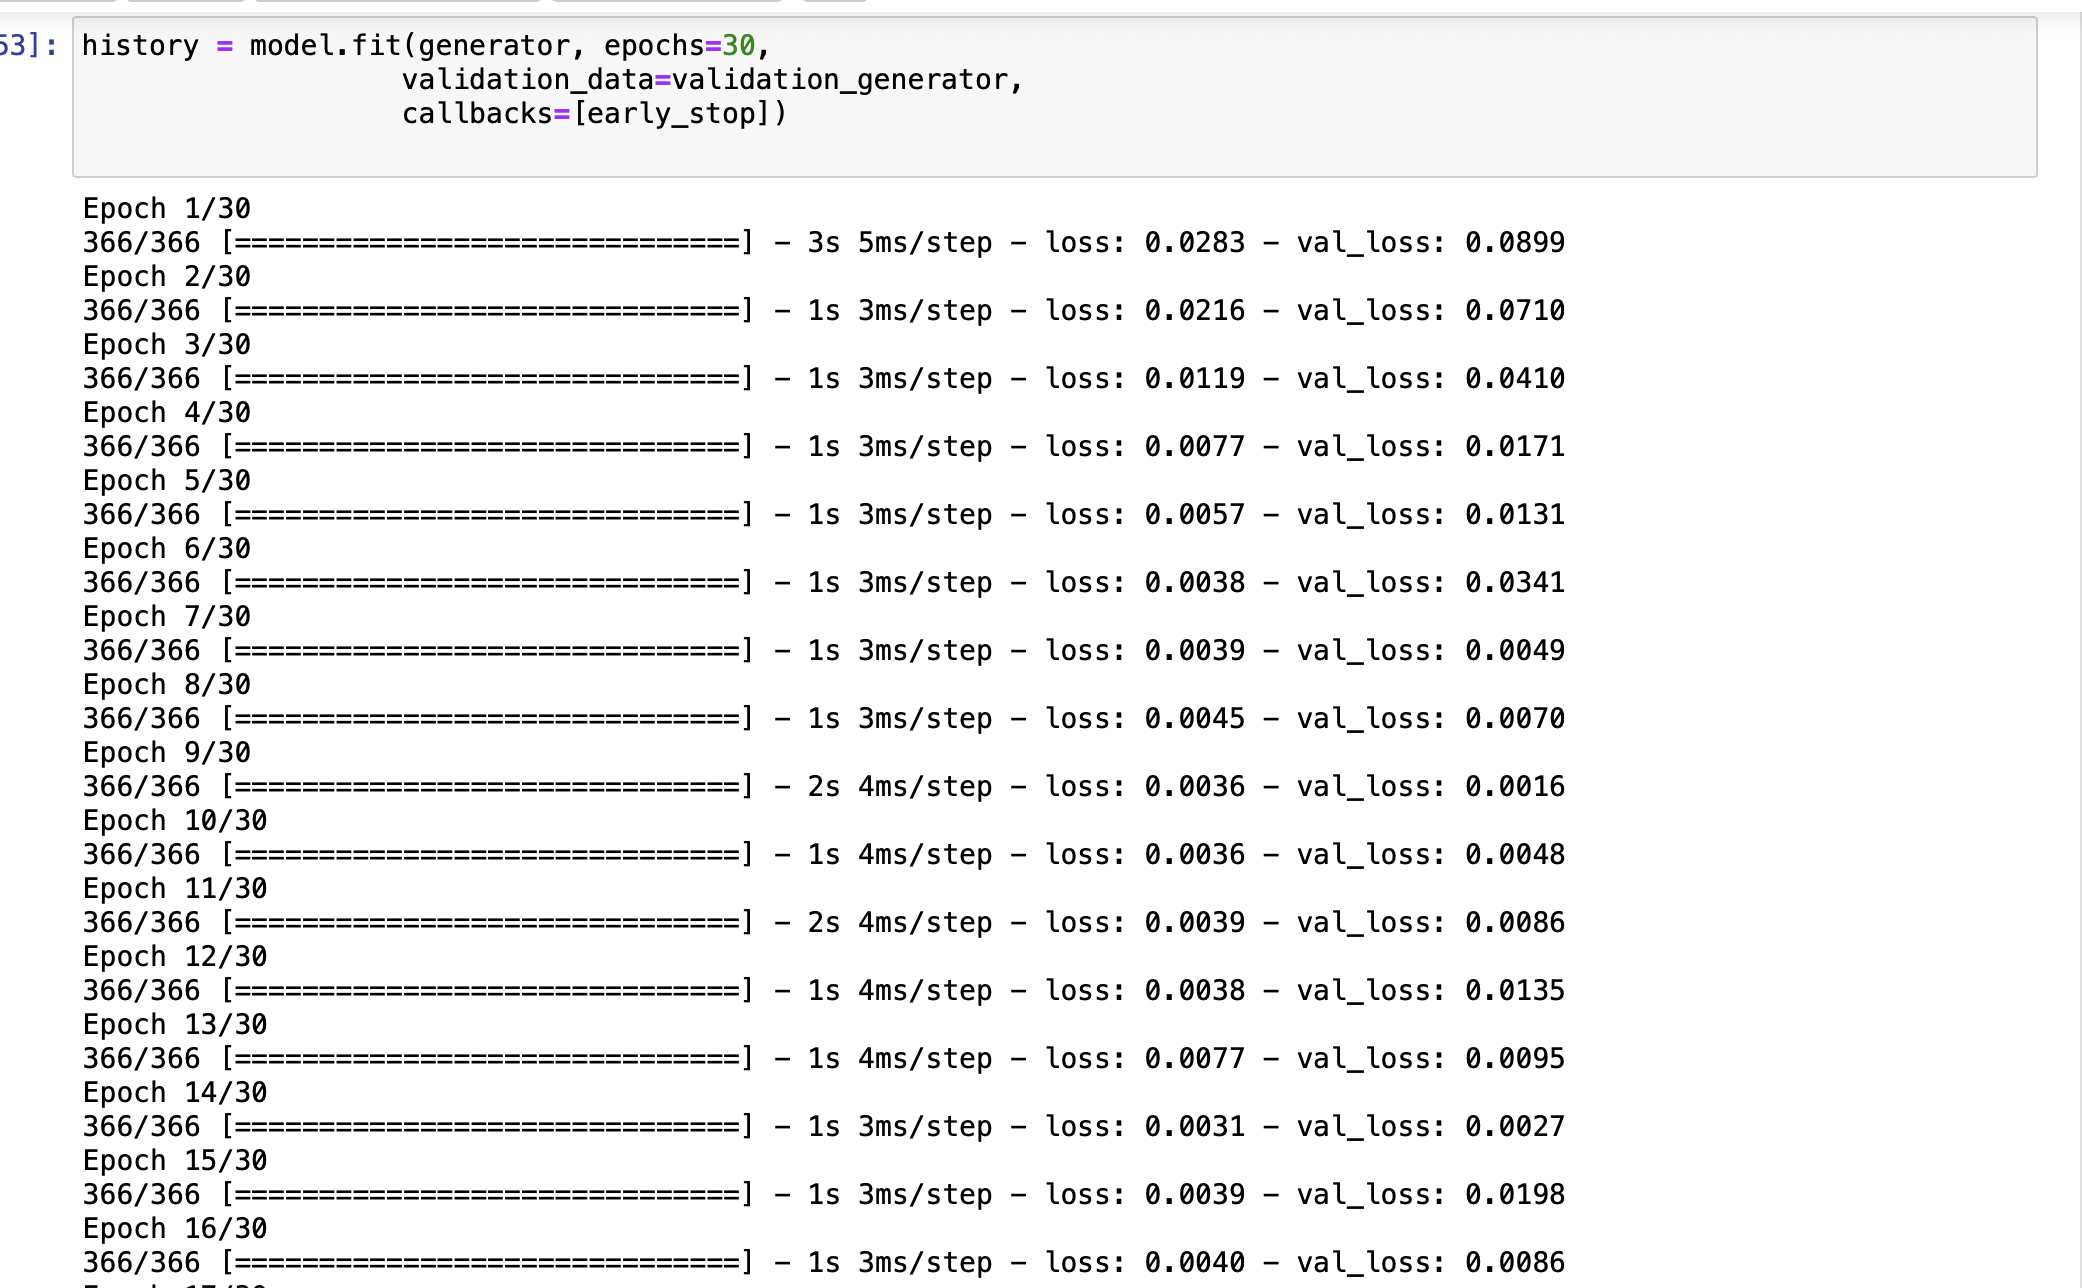 53]: history = model.fit(generator, epochs=30,
validation_data=validation_generator,
callbacks=[early_stop])
Epoch 1/30
366/366 [==============================] - 3s 5ms/step - loss: 0.0283 - val_loss: 0.0899
Epoch 2/30
366/366 [==============================] - 1s 3ms/step - loss: 0.0216 - val_loss: 0.0710
Epoch 3/30
366/366 [==============================] - 1s 3ms/step - loss: 0.0119 - val_loss: 0.0410
Epoch 4/30
366/366 [==============================] - 1s 3ms/step - loss: 0.0077 - val_loss: 0.0171
Epoch 5/30
366/366 [==============================] - 1s 3ms/step - loss: 0.0057 - val_loss: 0.0131
Epoch 6/30
366/366 [==============================] - 1s 3ms/step - loss: 0.0038 - val_loss: 0.0341
Epoch 7/30
366/366 [==============================] - 1s 3ms/step - loss: 0.0039 - val_loss: 0.0049
Epoch 8/30
366/366 [==============================] - 1s 3ms/step - loss: 0.0045 - val_loss: 0.0070
Epoch 9/30
366/366 [==============================] - 2s 4ms/step - loss: 0.0036 - val_loss: 0.0016
Epoch 10/30
366/366 [==============================] - 1s 4ms/step - loss: 0.0036 - val_loss: 0.0048
Epoch 11/30
366/366 [==============================] - 2s 4ms/step - loss: 0.0039 - val_loss: 0.0086
Epoch 12/30
366/366 [==============================] - 1s 4ms/step - loss: 0.0038 - val_loss: 0.0135
Epoch 13/30
366/366 [==============================] - 1s 4ms/step - loss: 0.0077 - val_loss: 0.0095
Epoch 14/30
366/366 [==============================] - 1s 3ms/step - loss: 0.0031 - val_loss: 0.0027
Epoch 15/30
366/366 [==============================] - 1s 3ms/step - loss: 0.0039 - val_loss: 0.0198
Epoch 16/30
366/366 [==============================] - 1s 3ms/step - loss: 0.0040 - val_loss: 0.0086